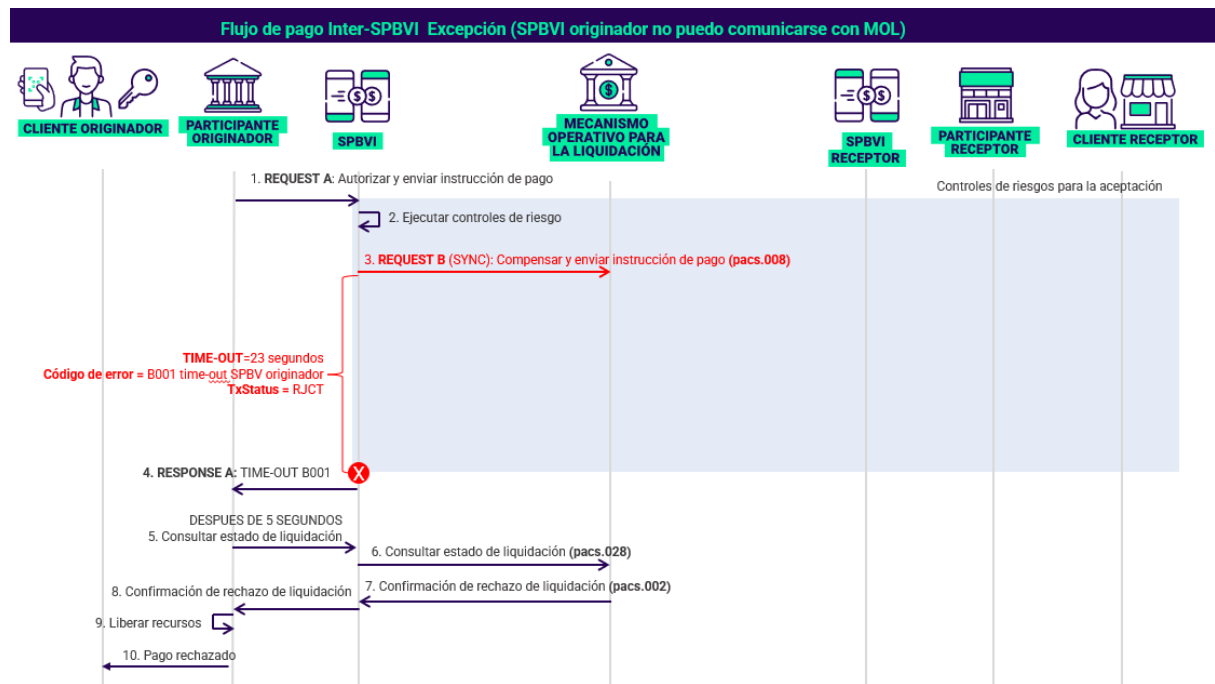 Flujo de pago Inter-SPBVI Excepción (SPBVI originador no puedo comunicarse con MOL)
CLIENTE ORIGINADOR
PARTICIPANTE
ORIGINADOR
SPBVI
MECANISMO
OPERATIVO PARA
LA LIQUIDACIÓN
SPBVI
RECEPTOR
PARTICIPANTE
RECEPTOR
CLIENTE RECEPTOR
1. REQUEST A: Autorizar y enviar instrucción de pago
Controles de riesgos para la aceptación
2. Ejecutar controles de riesgo
3. REQUEST B (SYNC): Compensar y enviar instrucción de pago (pacs.008)
TIME-OUT=23 segundos
Código de error = B001 time-out SPBV originador
TxStatus = RJCT
4. RESPONSE A: TIME-OUT B001
X
DESPUES DE 5 SEGUNDOS
5. Consultar estado de liquidación
6. Consultar estado de liquidación (pacs.028)
7. Confirmación de rechazo de liquidación (pacs.002)
8. Confirmación de rechazo de liquidación
9. Liberar recursos
10. Pago rechazado